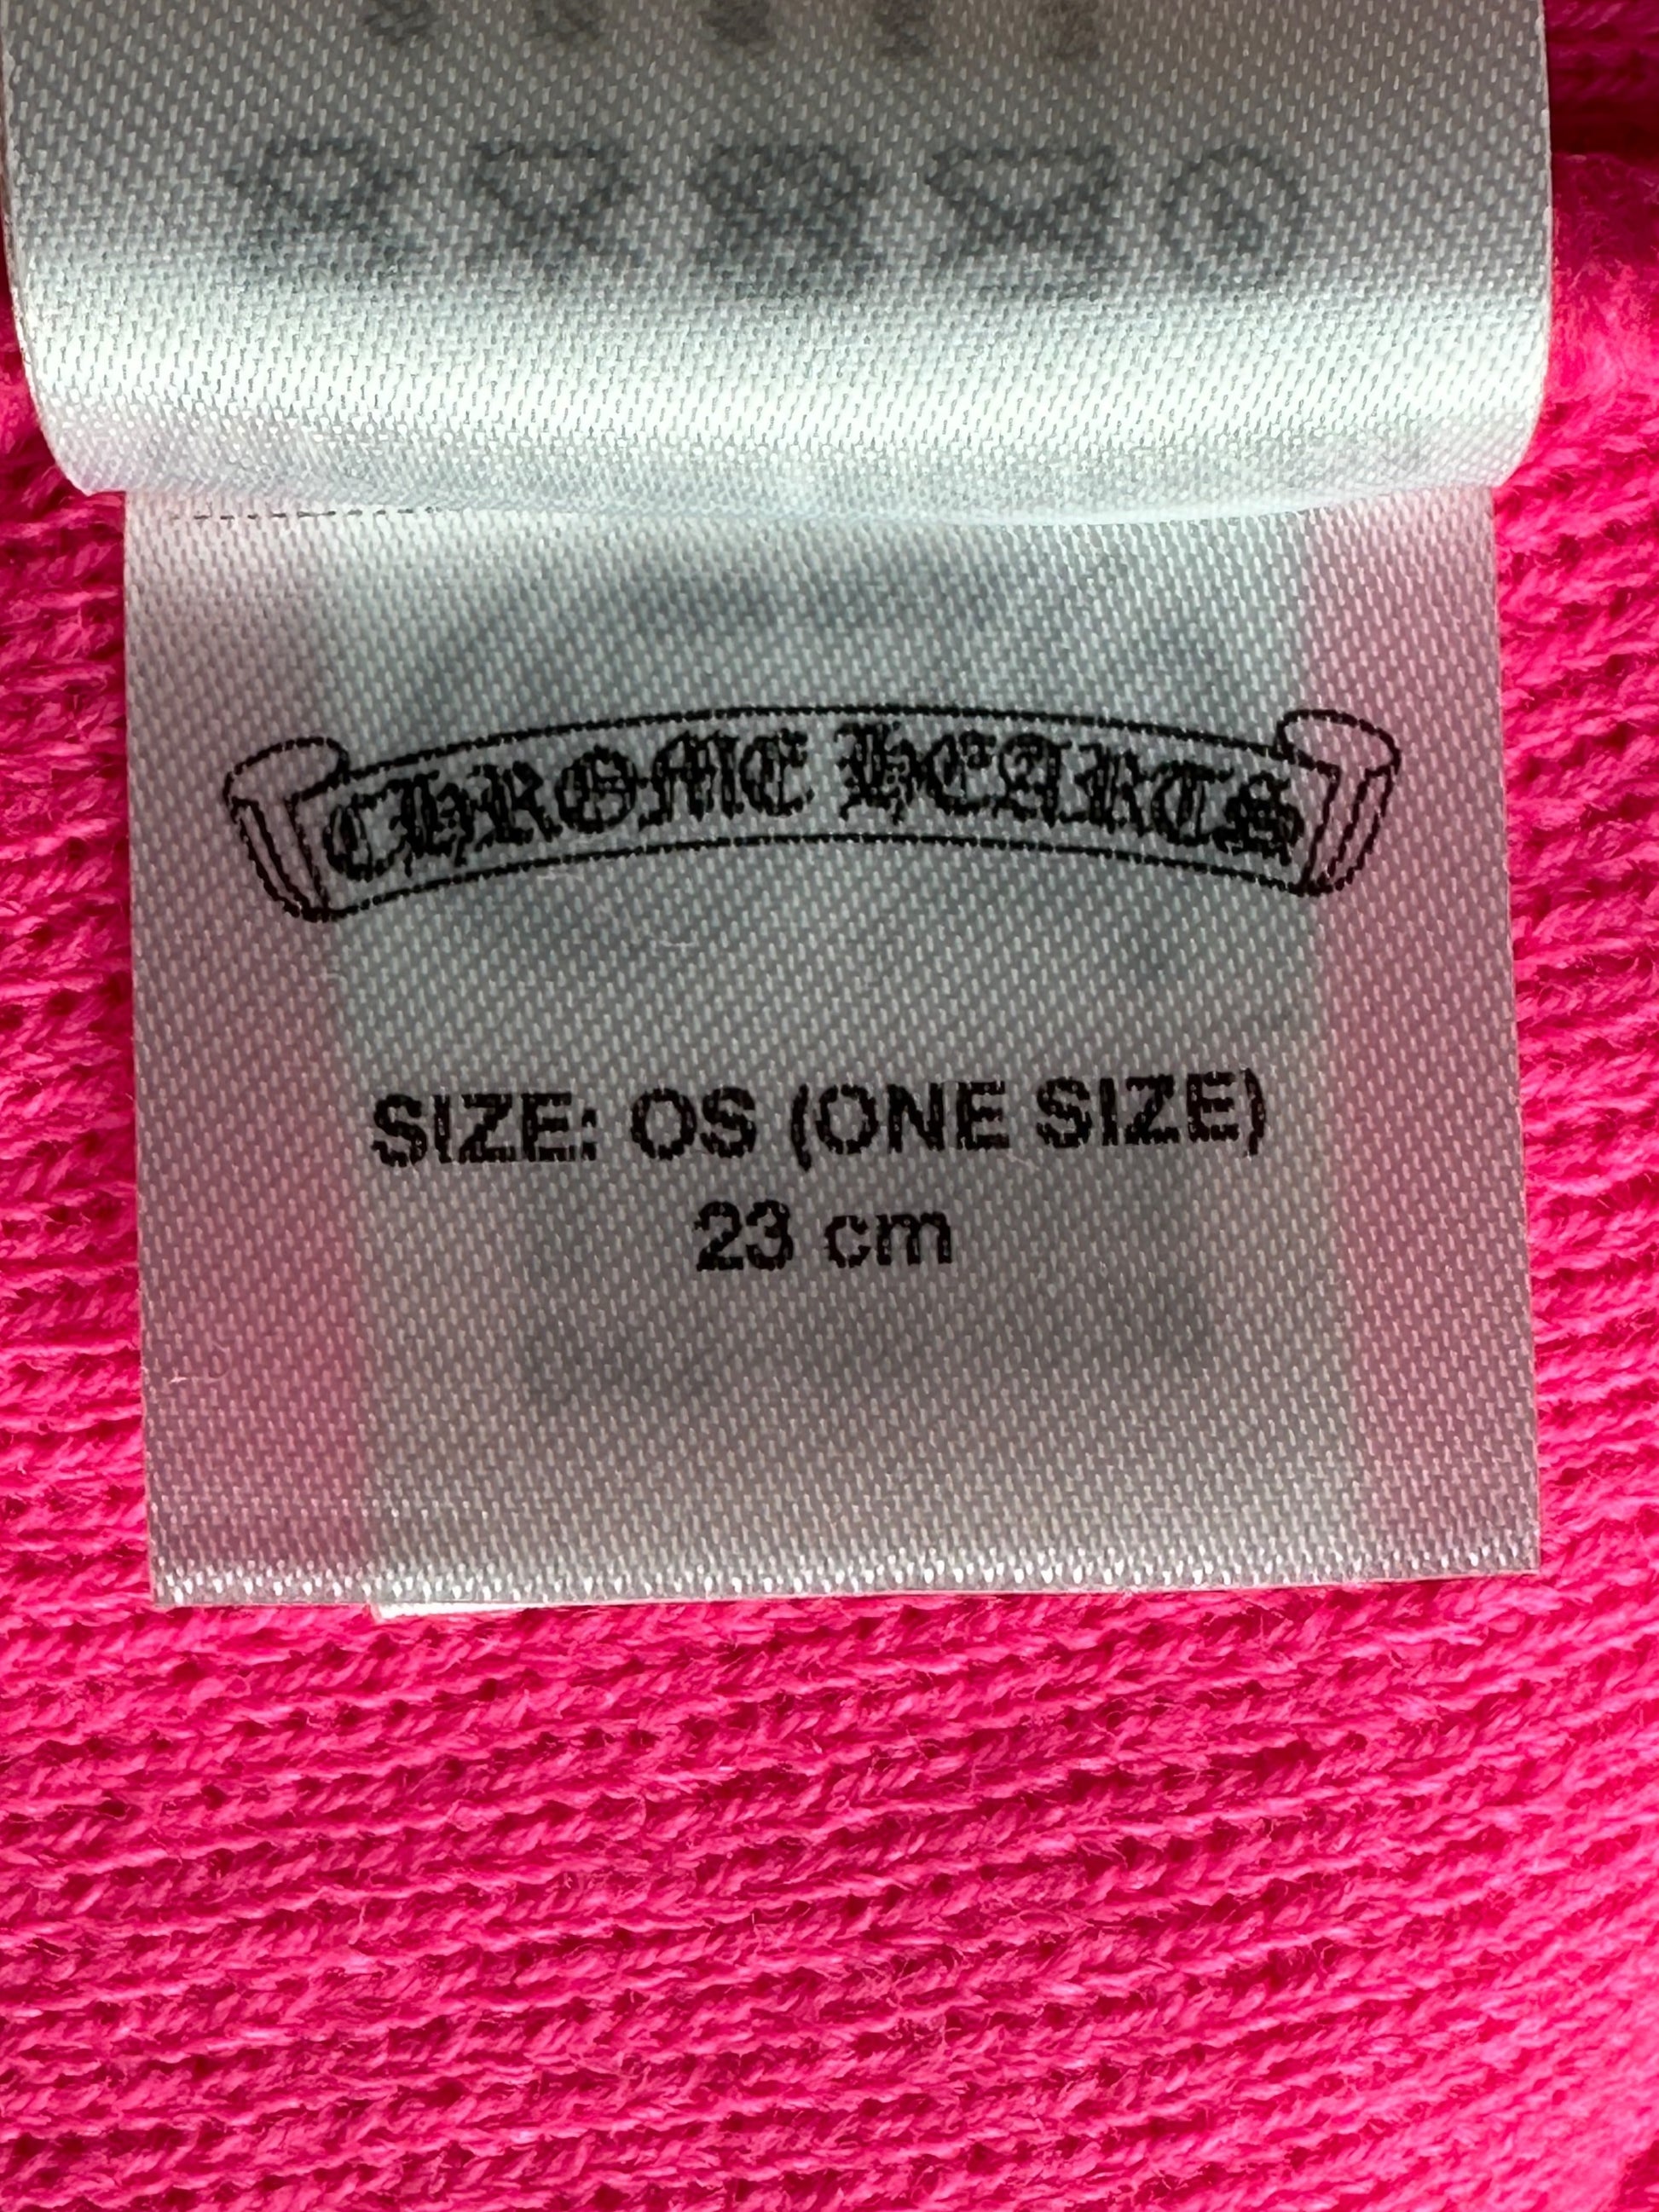 CHROME HEARTS
SIZE: OS (ONE SIZE)
23 cm